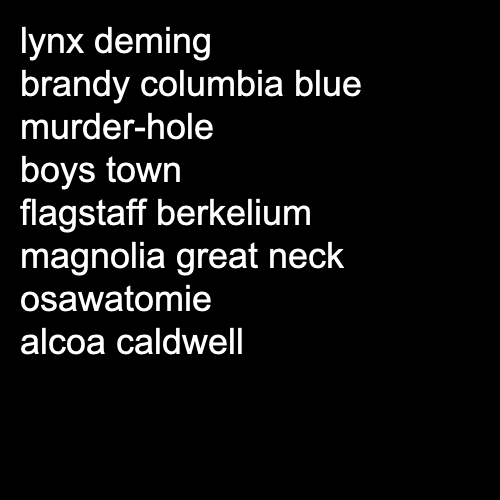 lynx deming
brandy columbia blue
murder-hole
boys town
flagstaff berkelium
magnolia great neck
osawatomie
alcoa caldwell